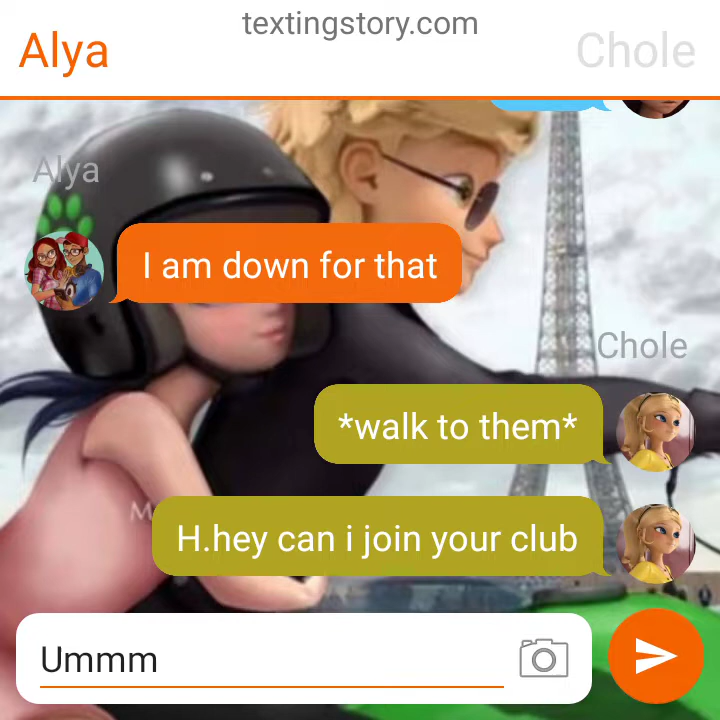 textingstory.com
Alya
Chole
Alya
I am down for that
Chole
*walk to them*
M
H.hey can i join your club
Ummm